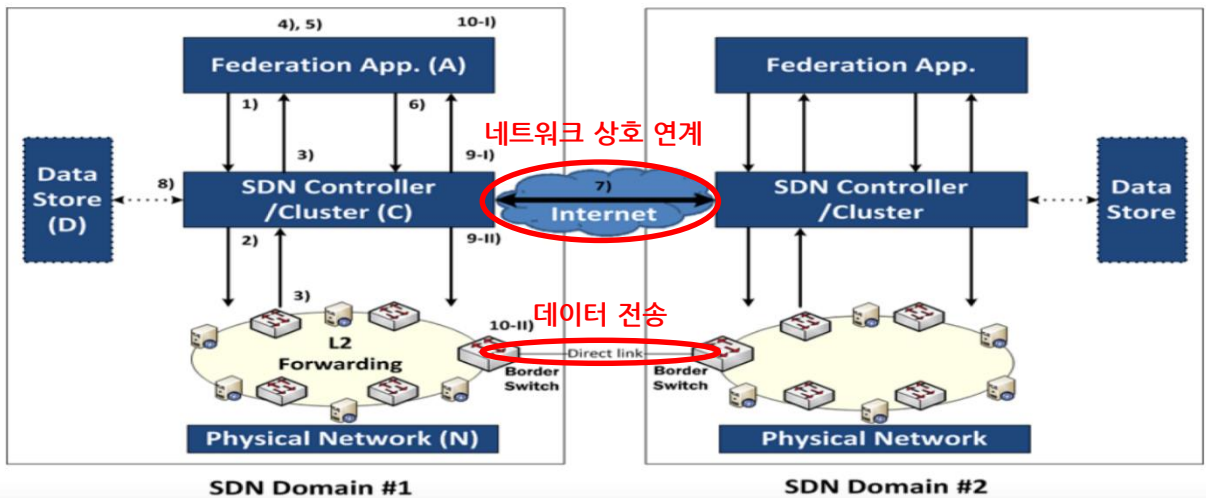 4), 5)
10-I)
Federation App. (A)
Federation App.
1)
6)
네트워크 상호 연계
3)
9-I)
Data
Store
(D)
8)
SDN Controller
/Cluster (C)
7)
Internet
SDN Controller
/Cluster
Data
Store
2)
9-II)
3)
데이터 전송
10-II)
L2
Forwarding
Direct link
Border
Switch
Border
Switch
Physical Network (N)
Physical Network
SDN Domain #1
SDN Domain #2